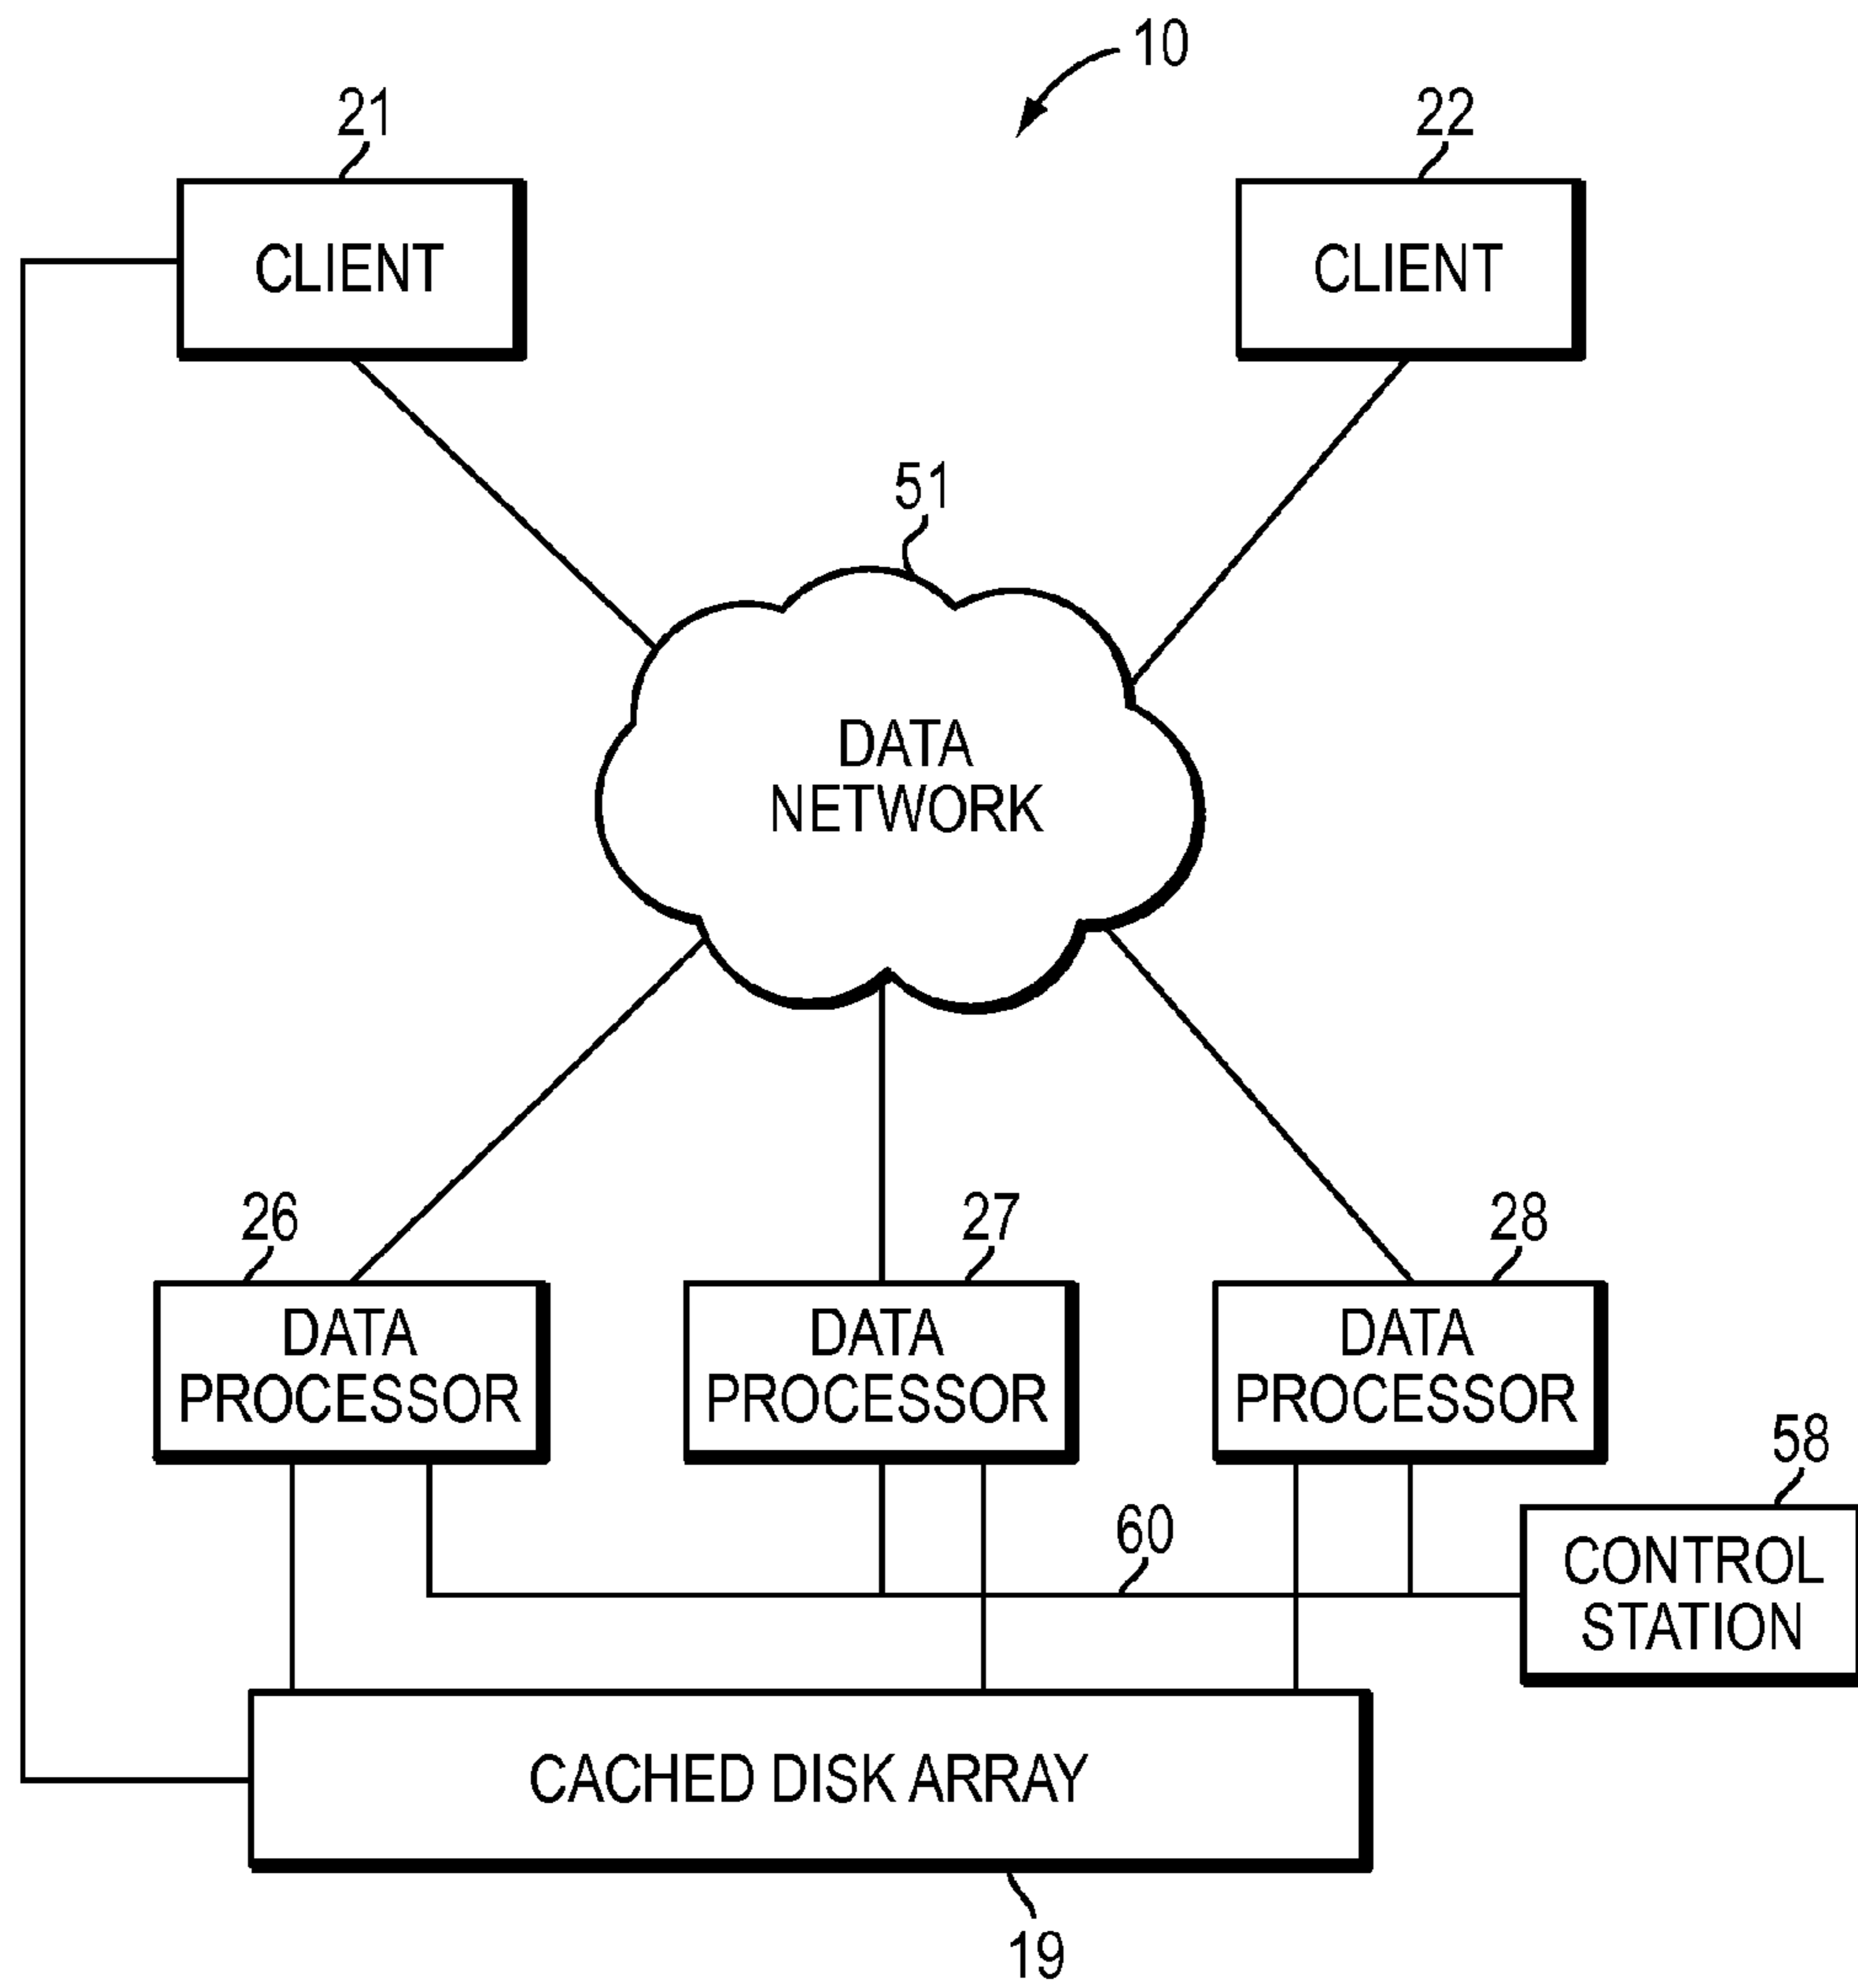 10
21
22
CLIENT
CLIENT
51
DATA
NETWORK
26
27
28
DATA
PROCESSOR
DATA
PROCESSOR
DATA
PROCESSOR
58
60
CONTROL
STATION
CACHED DISK ARRAY
19